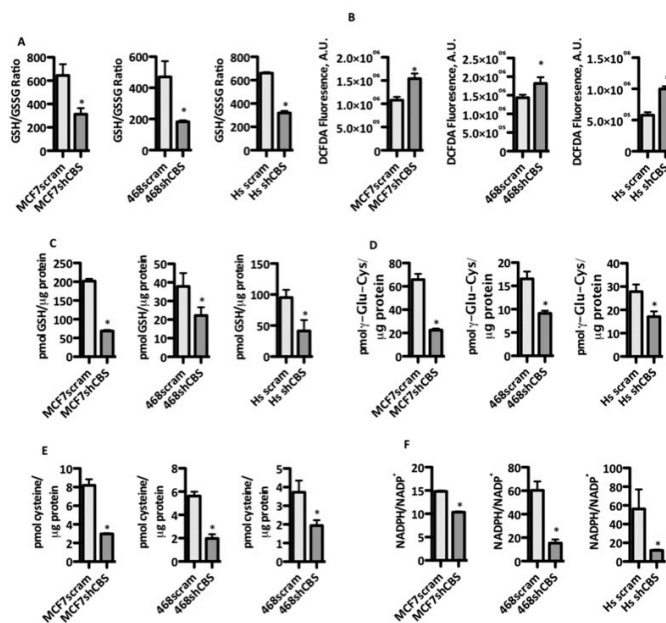 A
GSH/GSSG Ratio
800
600
400
200
0
*
MCF7scram
MCF7shCBS
GSH/GSSG Ratio
600
400
200
0
*
468scram
468shCBS
GSH/GSSG Ratio
800
600
400
200
0
*
Hs scram
Hs shCBS
B
DCFDA Fluoresence, A.U.
2.0×10⁰⁶
1.5×10⁰⁶
1.0×10⁰⁶
5.0×10⁰⁵
0
*
MCF7scram
MCF7shCBS
DCFDA Fluoresence, A.U.
2.5×10⁰⁶
2.0×10⁰⁶
1.5×10⁰⁶
1.0×10⁰⁶
5.0×10⁰⁵
0
*
468scram
468shCBS
DCFDA Fluoresence, A.U.
1.5×10⁰⁶
1.0×10⁰⁶
5.0×10⁰⁵
0
Hs scram
Hs shCBS
C
pmol GSH/μg protein
250
200
150
100
50
0
*
MCF7scram
MCF7shCBS
pmol GSH/μg protein
50
40
30
20
10
0
*
468scram
468shCBS
pmol GSH/μg protein
150
100
50
0
*
Hs scram
Hs shCBS
D
pmolγ-Glu-Cys/
μg protein
80
60
40
20
0
*
MCF7scram
MCF7shCBS
pmolγ-Glu-Cys/
μg protein
20
15
10
5
0
*
468scram
468shCBS
pmolγ-Glu-Cys/
μg protein
40
30
20
10
0
*
Hs scram
Hs shCBS
E
pmol cysteine/
μg protein
10
8
6
4
2
0
*
MCF7scram
MCF7shCBS
pmol cysteine/
μg protein
8
6
4
2
0
*
468scram
468shCBS
pmol cysteine/
μg protein
5
4
3
2
1
0
*
468scram
468shCBS
F
NADPH/NADP⁺
20
15
10
5
0
*
MCF7scram
MCF7shCBS
NADPH/NADP⁺
80
60
40
20
0
*
468scram
468shCBS
NADPH/NADP⁺
100
80
60
40
20
0
*
Hs scram
Hs shCBS